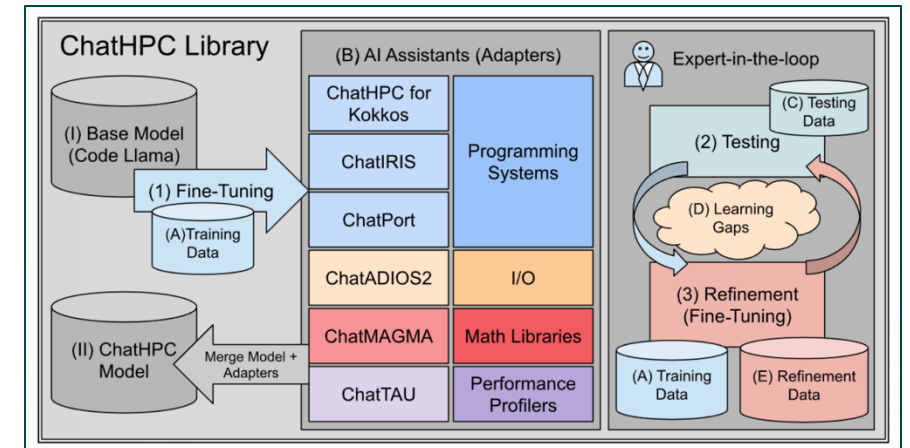 ChatHPC Library
(I) Base Model
(Code Llama)
(1) Fine-Tuning
(A)Training
Data
(II) ChatHPC
Model
Merge Model +
Adapters
(B) AI Assistants (Adapters)
ChatHPC for
Kokkos
ChatIRIS
ChatPort
Programming
Systems
ChatADIOS2
I/O
ChatMAGMA
Math Libraries
ChatTAU
Performance
Profilers
Expert-in-the-loop
(C) Testing
Data
(2) Testing
(D) Learning
Gaps
(3) Refinement
(Fine-Tuning)
(A) Training
Data
(E) Refinement
Data